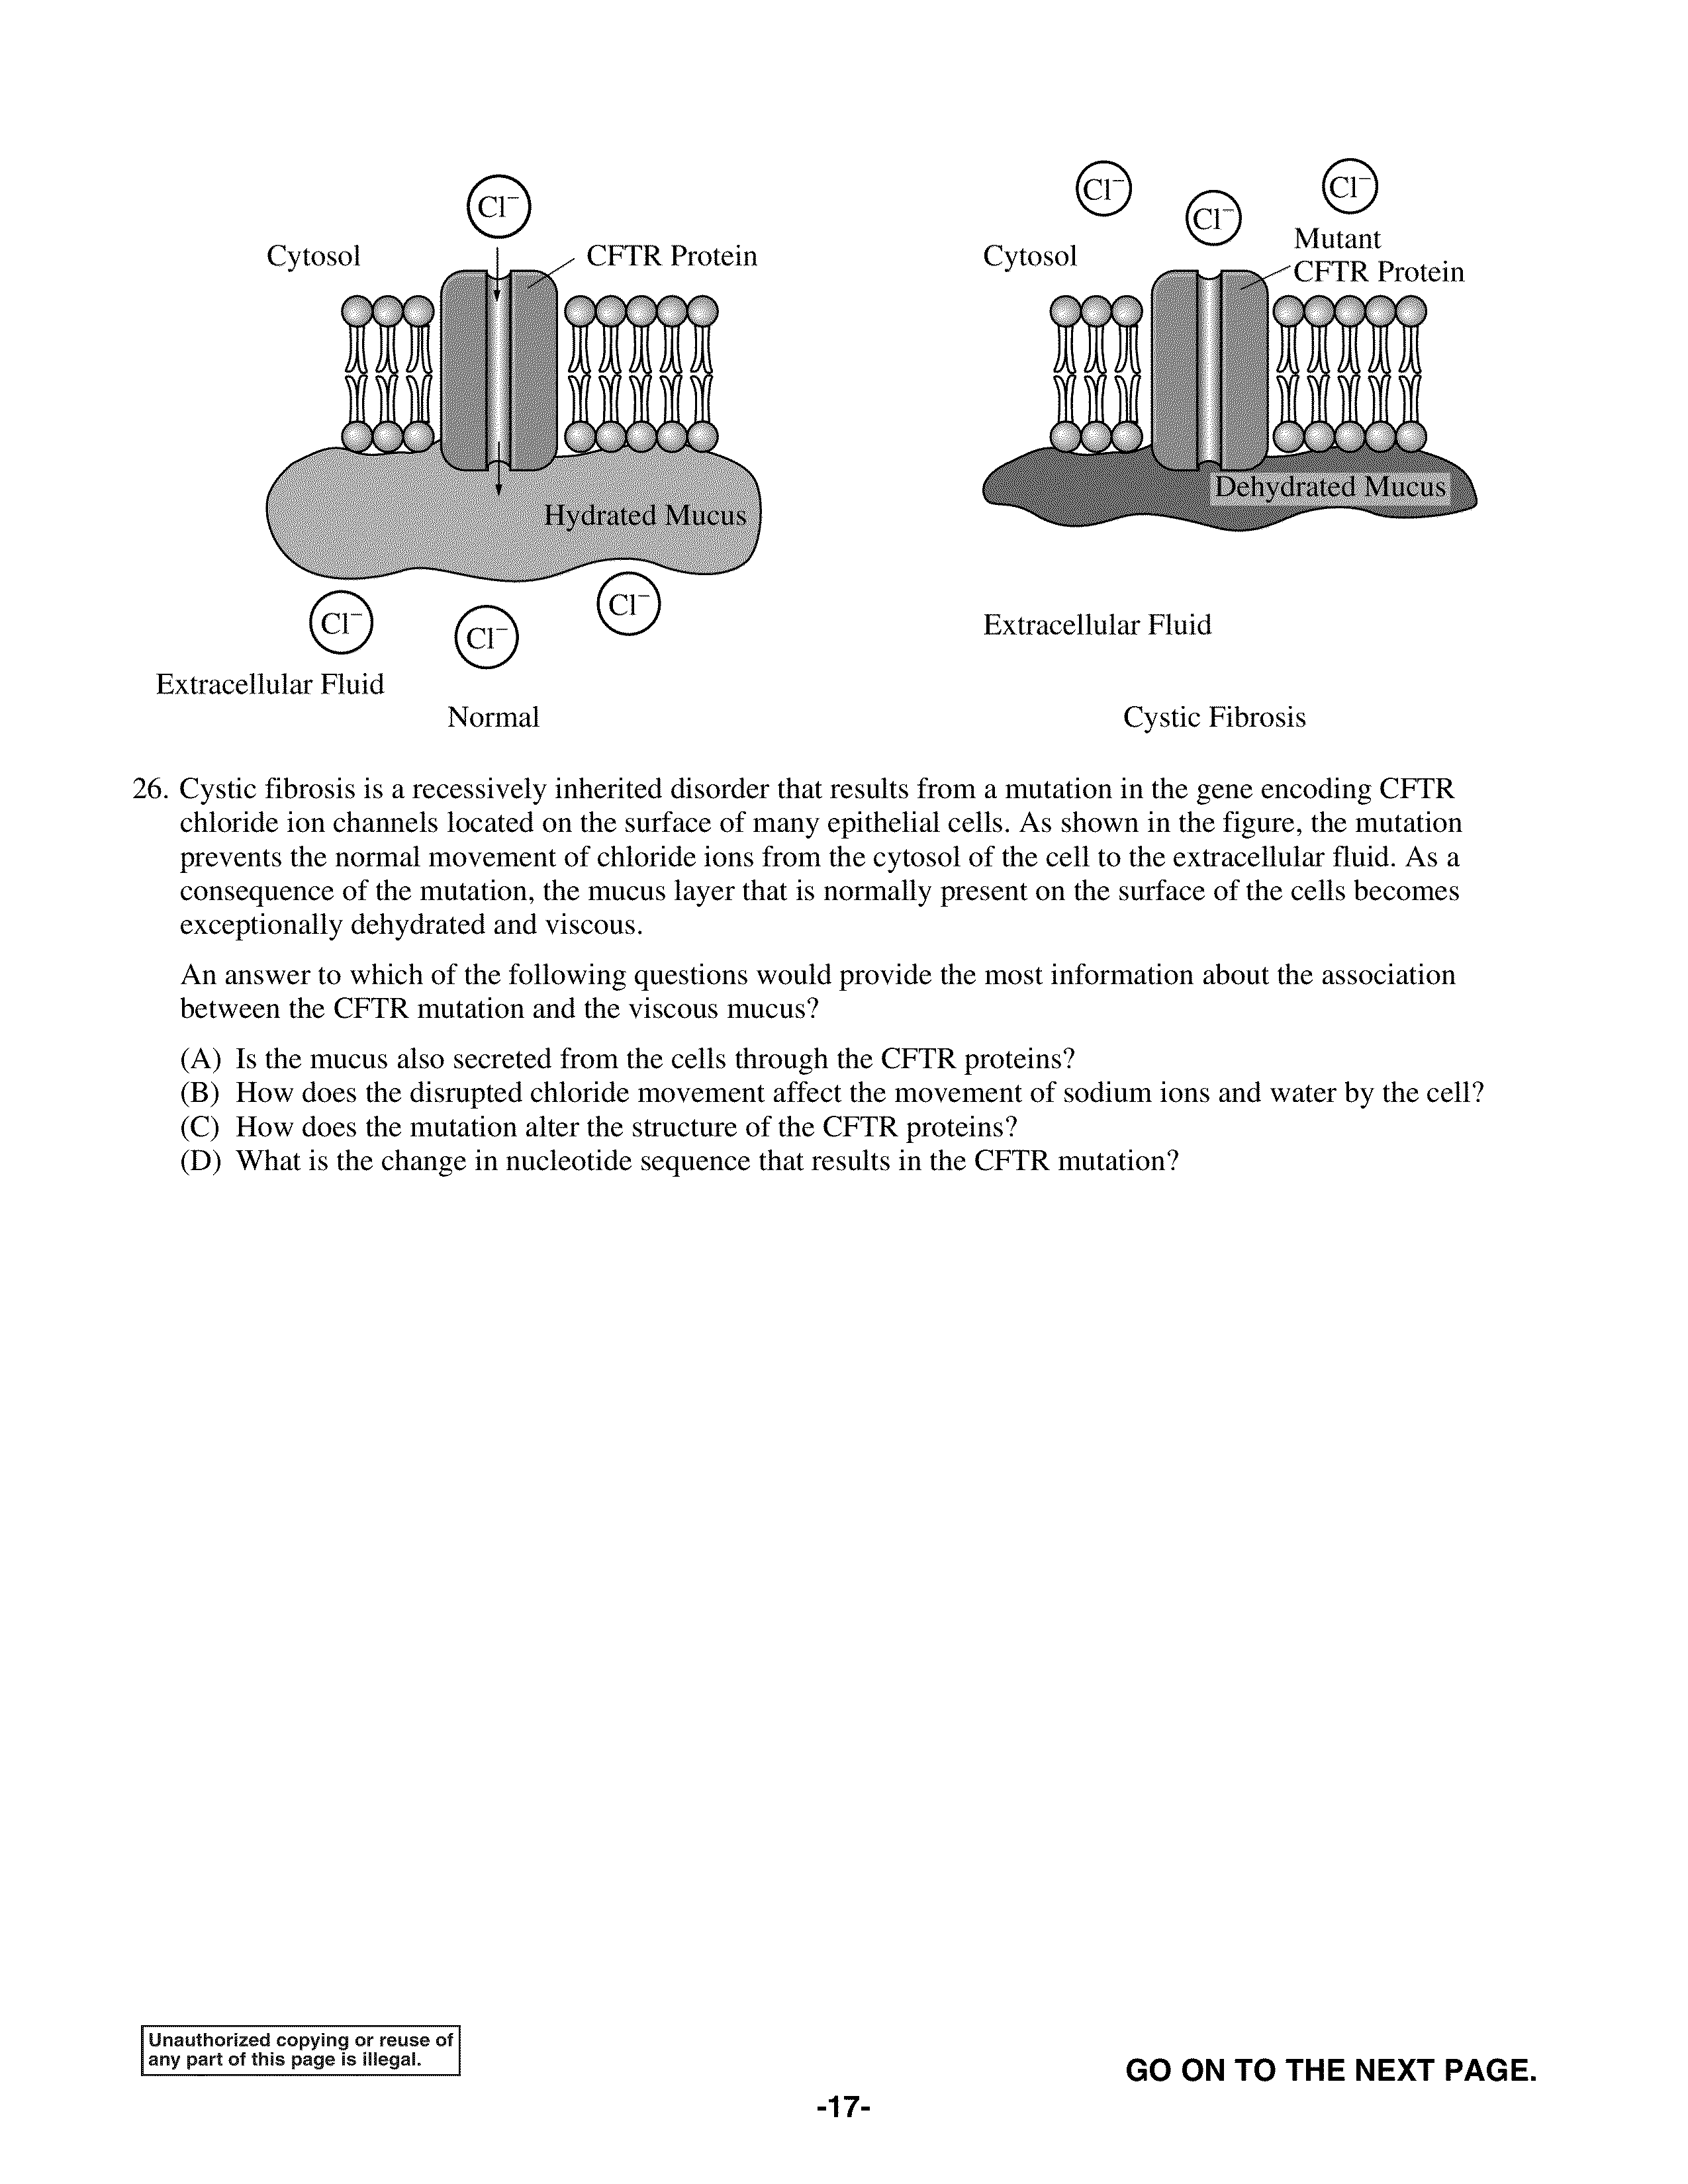 Cl⁻
Cytosol
CFTR Protein
Hydrated Mucus
Cl⁻
Cl⁻
Cl⁻
Extracellular Fluid
Normal
Cl⁻
Cl⁻
Cl⁻
Cytosol
Mutant
CFTR Protein
Dehydrated Mucus
Extracellular Fluid
Cystic Fibrosis
26. Cystic fibrosis is a recessively inherited disorder that results from a mutation in the gene encoding CFTR
chloride ion channels located on the surface of many epithelial cells. As shown in the figure, the mutation
prevents the normal movement of chloride ions from the cytosol of the cell to the extracellular fluid. As a
consequence of the mutation, the mucus layer that is normally present on the surface of the cells becomes
exceptionally dehydrated and viscous.
An answer to which of the following questions would provide the most information about the association
between the CFTR mutation and the viscous mucus?
(A) Is the mucus also secreted from the cells through the CFTR proteins?
(B) How does the disrupted chloride movement affect the movement of sodium ions and water by the cell?
(C) How does the mutation alter the structure of the CFTR proteins?
(D) What is the change in nucleotide sequence that results in the CFTR mutation?
Unauthorized copying or reuse of
any part of this page is illegal.
GO ON TO THE NEXT PAGE.
-17-